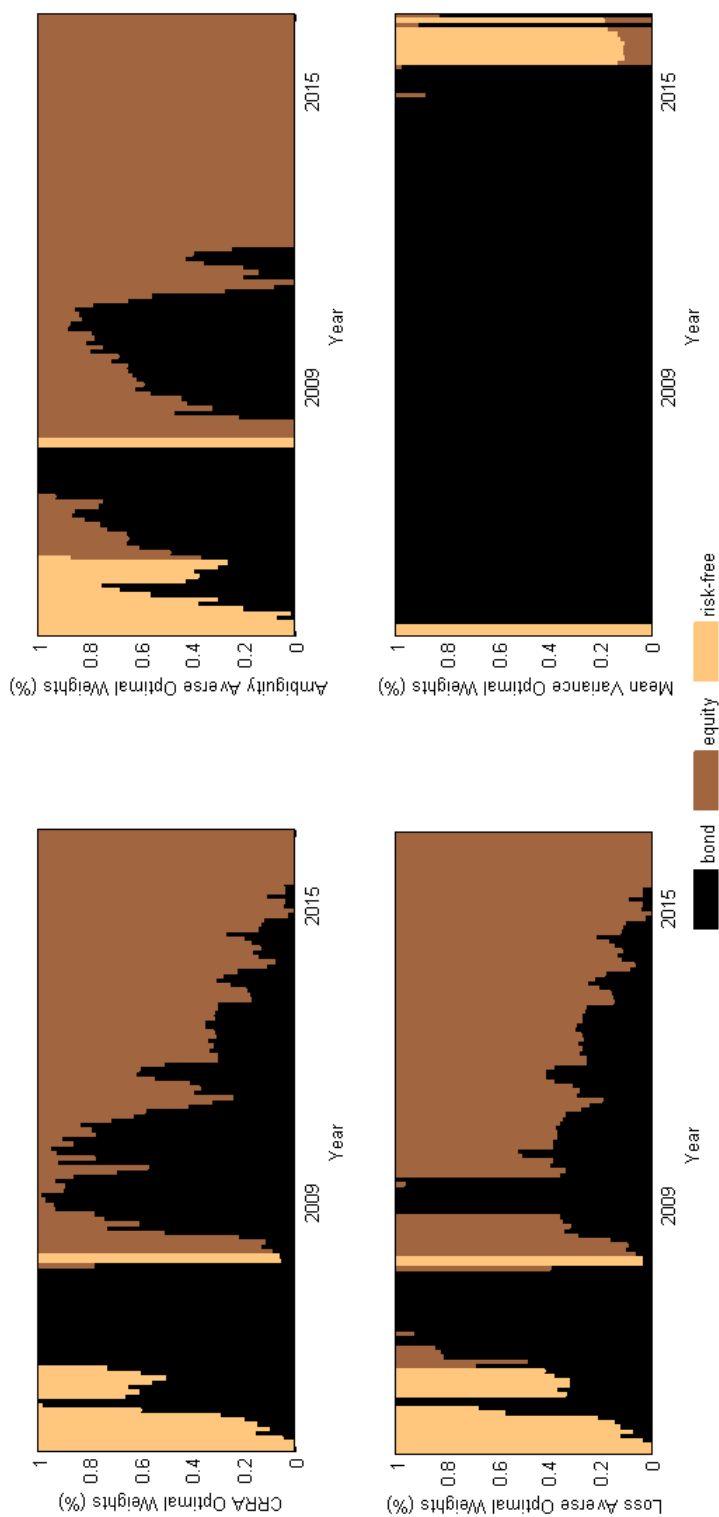 CRRA Optimal Weights (%)
1
0.8
0.6
0.4
0.2
0
2009
2015
Year
Ambiguity Averse Optimal Weights (%)
1
0.8
0.6
0.4
0.2
0
2009
2015
Year
Loss Averse Optimal Weights (%)
1
0.8
0.6
0.4
0.2
0
2009
2015
Year
Mean Variance Optimal Weights (%)
1
0.8
0.6
0.4
0.2
0
2009
2015
Year
bond
equity
risk-free